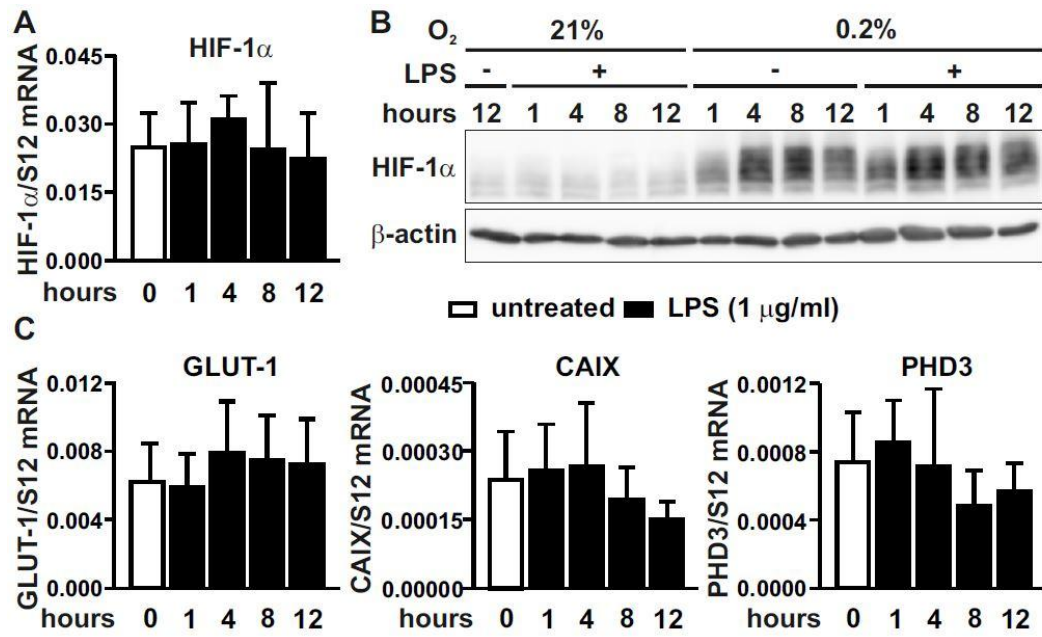 A
HIF-1α
HIF-1α/S12 mRNA
0.045
0.030
0.015
0.000
hours 0 1 4 8 12
B
O2 21% 0.2%
LPS - + - +
hours 12 1 4 8 12 1 4 8 12 1 4 8 12
HIF-1α
β-actin
untreated LPS (1 µg/ml)
C
GLUT-1
GLUT-1/S12 mRNA
0.012
0.008
0.004
0.000
hours 0 1 4 8 12
CAIX
CAIX/S12 mRNA
0.00045
0.00030
0.00015
0.00000
hours 0 1 4 8 12
PHD3
PHD3/S12 mRNA
0.0012
0.0008
0.0004
0.0000
hours 0 1 4 8 12